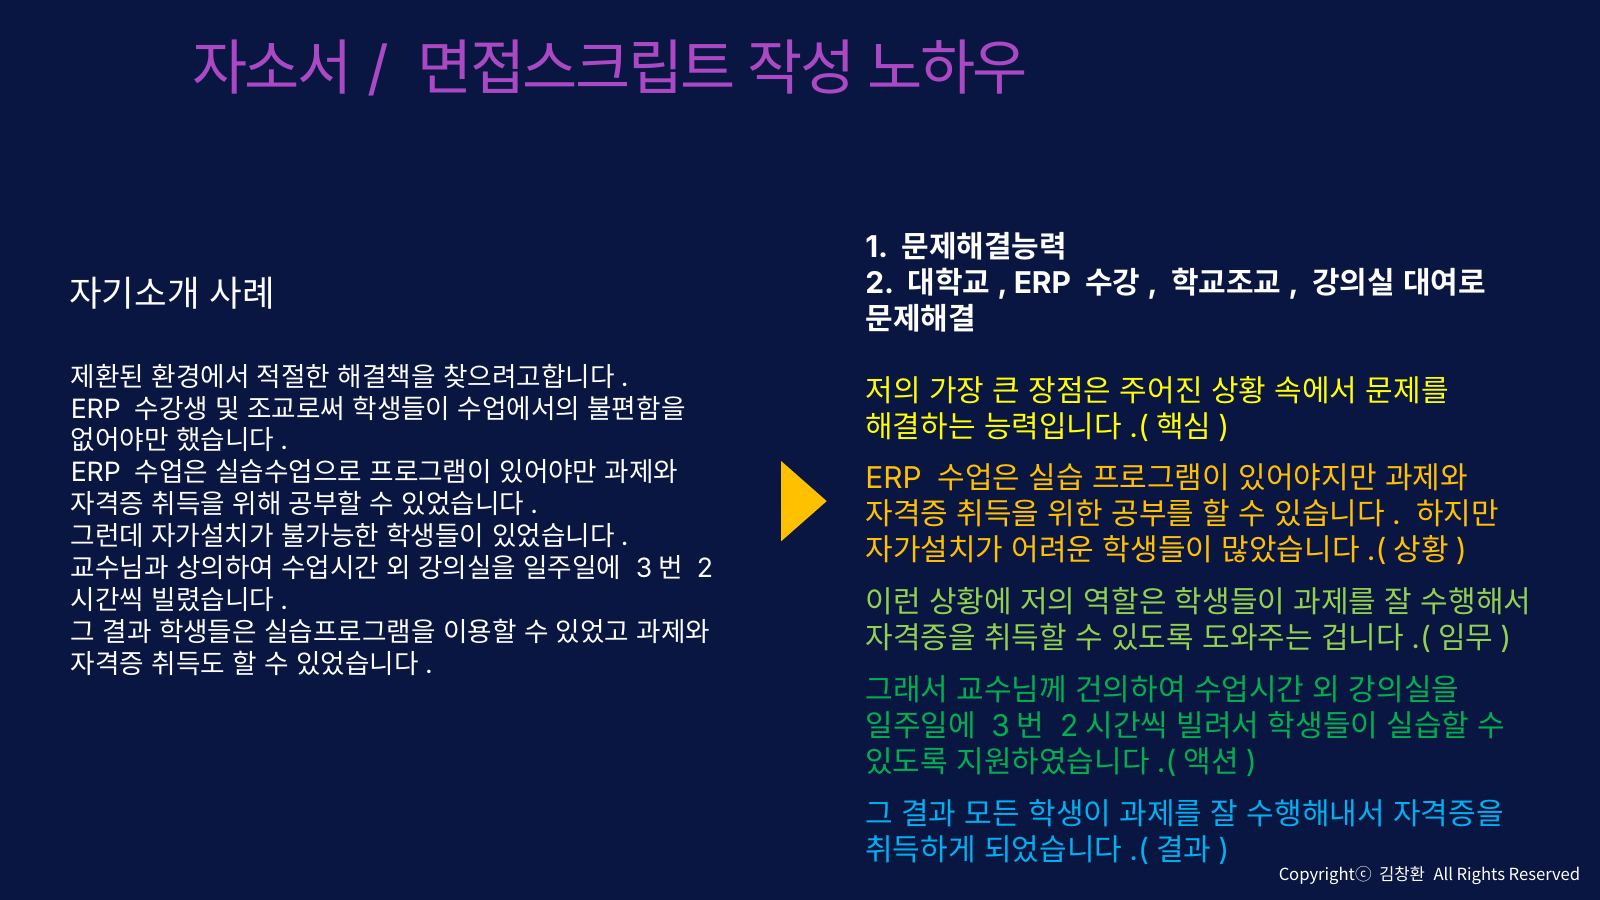 자소서 / 면접스크립트 작성 노하우
자기소개 사례
제환된 환경에서 적절한 해결책을 찾으려고합니다 .
ERP 수강생 및 조교로써 학생들이 수업에서의 불편함을
없어야만 했습니다 .
ERP 수업은 실습수업으로 프로그램이 있어야만 과제와
자격증 취득을 위해 공부할 수 있었습니다 .
그런데 자가설치가 불가능한 학생들이 있었습니다 .
교수님과 상의하여 수업시간 외 강의실을 일주일에 3 번 2
시간씩 빌렸습니다 .
그 결과 학생들은 실습프로그램을 이용할 수 있었고 과제와
자격증 취득도 할 수 있었습니다 .
1. 문제해결능력
2. 대학교 , ERP 수강 , 학교조교 , 강의실 대여로
문제해결
저의 가장 큰 장점은 주어진 상황 속에서 문제를
해결하는 능력입니다 .( 핵심 )
ERP 수업은 실습 프로그램이 있어야지만 과제와
자격증 취득을 위한 공부를 할 수 있습니다 . 하지만
자가설치가 어려운 학생들이 많았습니다 .( 상황 )
이런 상황에 저의 역할은 학생들이 과제를 잘 수행해서
자격증을 취득할 수 있도록 도와주는 겁니다 .( 임무 )
그래서 교수님께 건의하여 수업시간 외 강의실을
일주일에 3 번 2 시간씩 빌려서 학생들이 실습할 수
있도록 지원하였습니다 .( 액션 )
그 결과 모든 학생이 과제를 잘 수행해내서 자격증을
취득하게 되었습니다 .( 결과 )
Copyrightⓒ 김창환 All Rights Reserved